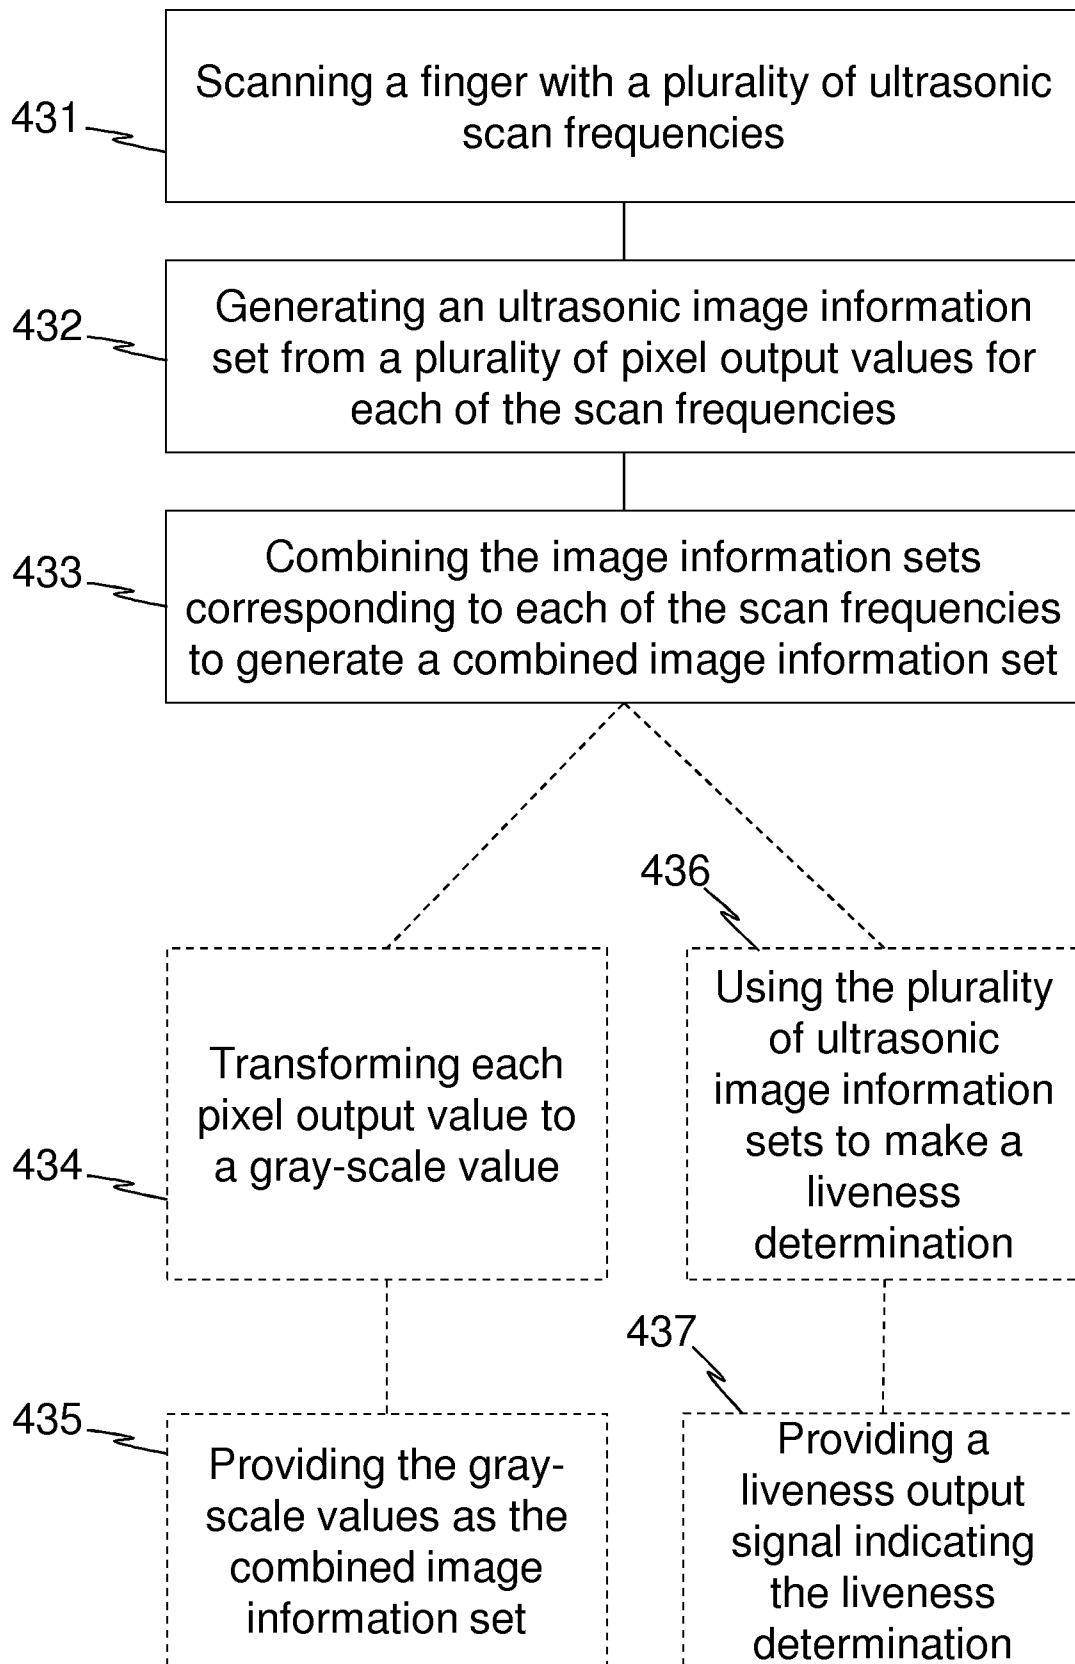 431
Scanning a finger with a plurality of ultrasonic
scan frequencies
432
Generating an ultrasonic image information
set from a plurality of pixel output values for
each of the scan frequencies
433
Combining the image information sets
corresponding to each of the scan frequencies
to generate a combined image information set
434
Transforming each
pixel output value to
a gray-scale value
435
Providing the gray-
scale values as the
combined image
information set
436
Using the plurality
of ultrasonic
image information
sets to make a
liveness
determination
437
Providing a
liveness output
signal indicating
the liveness
determination